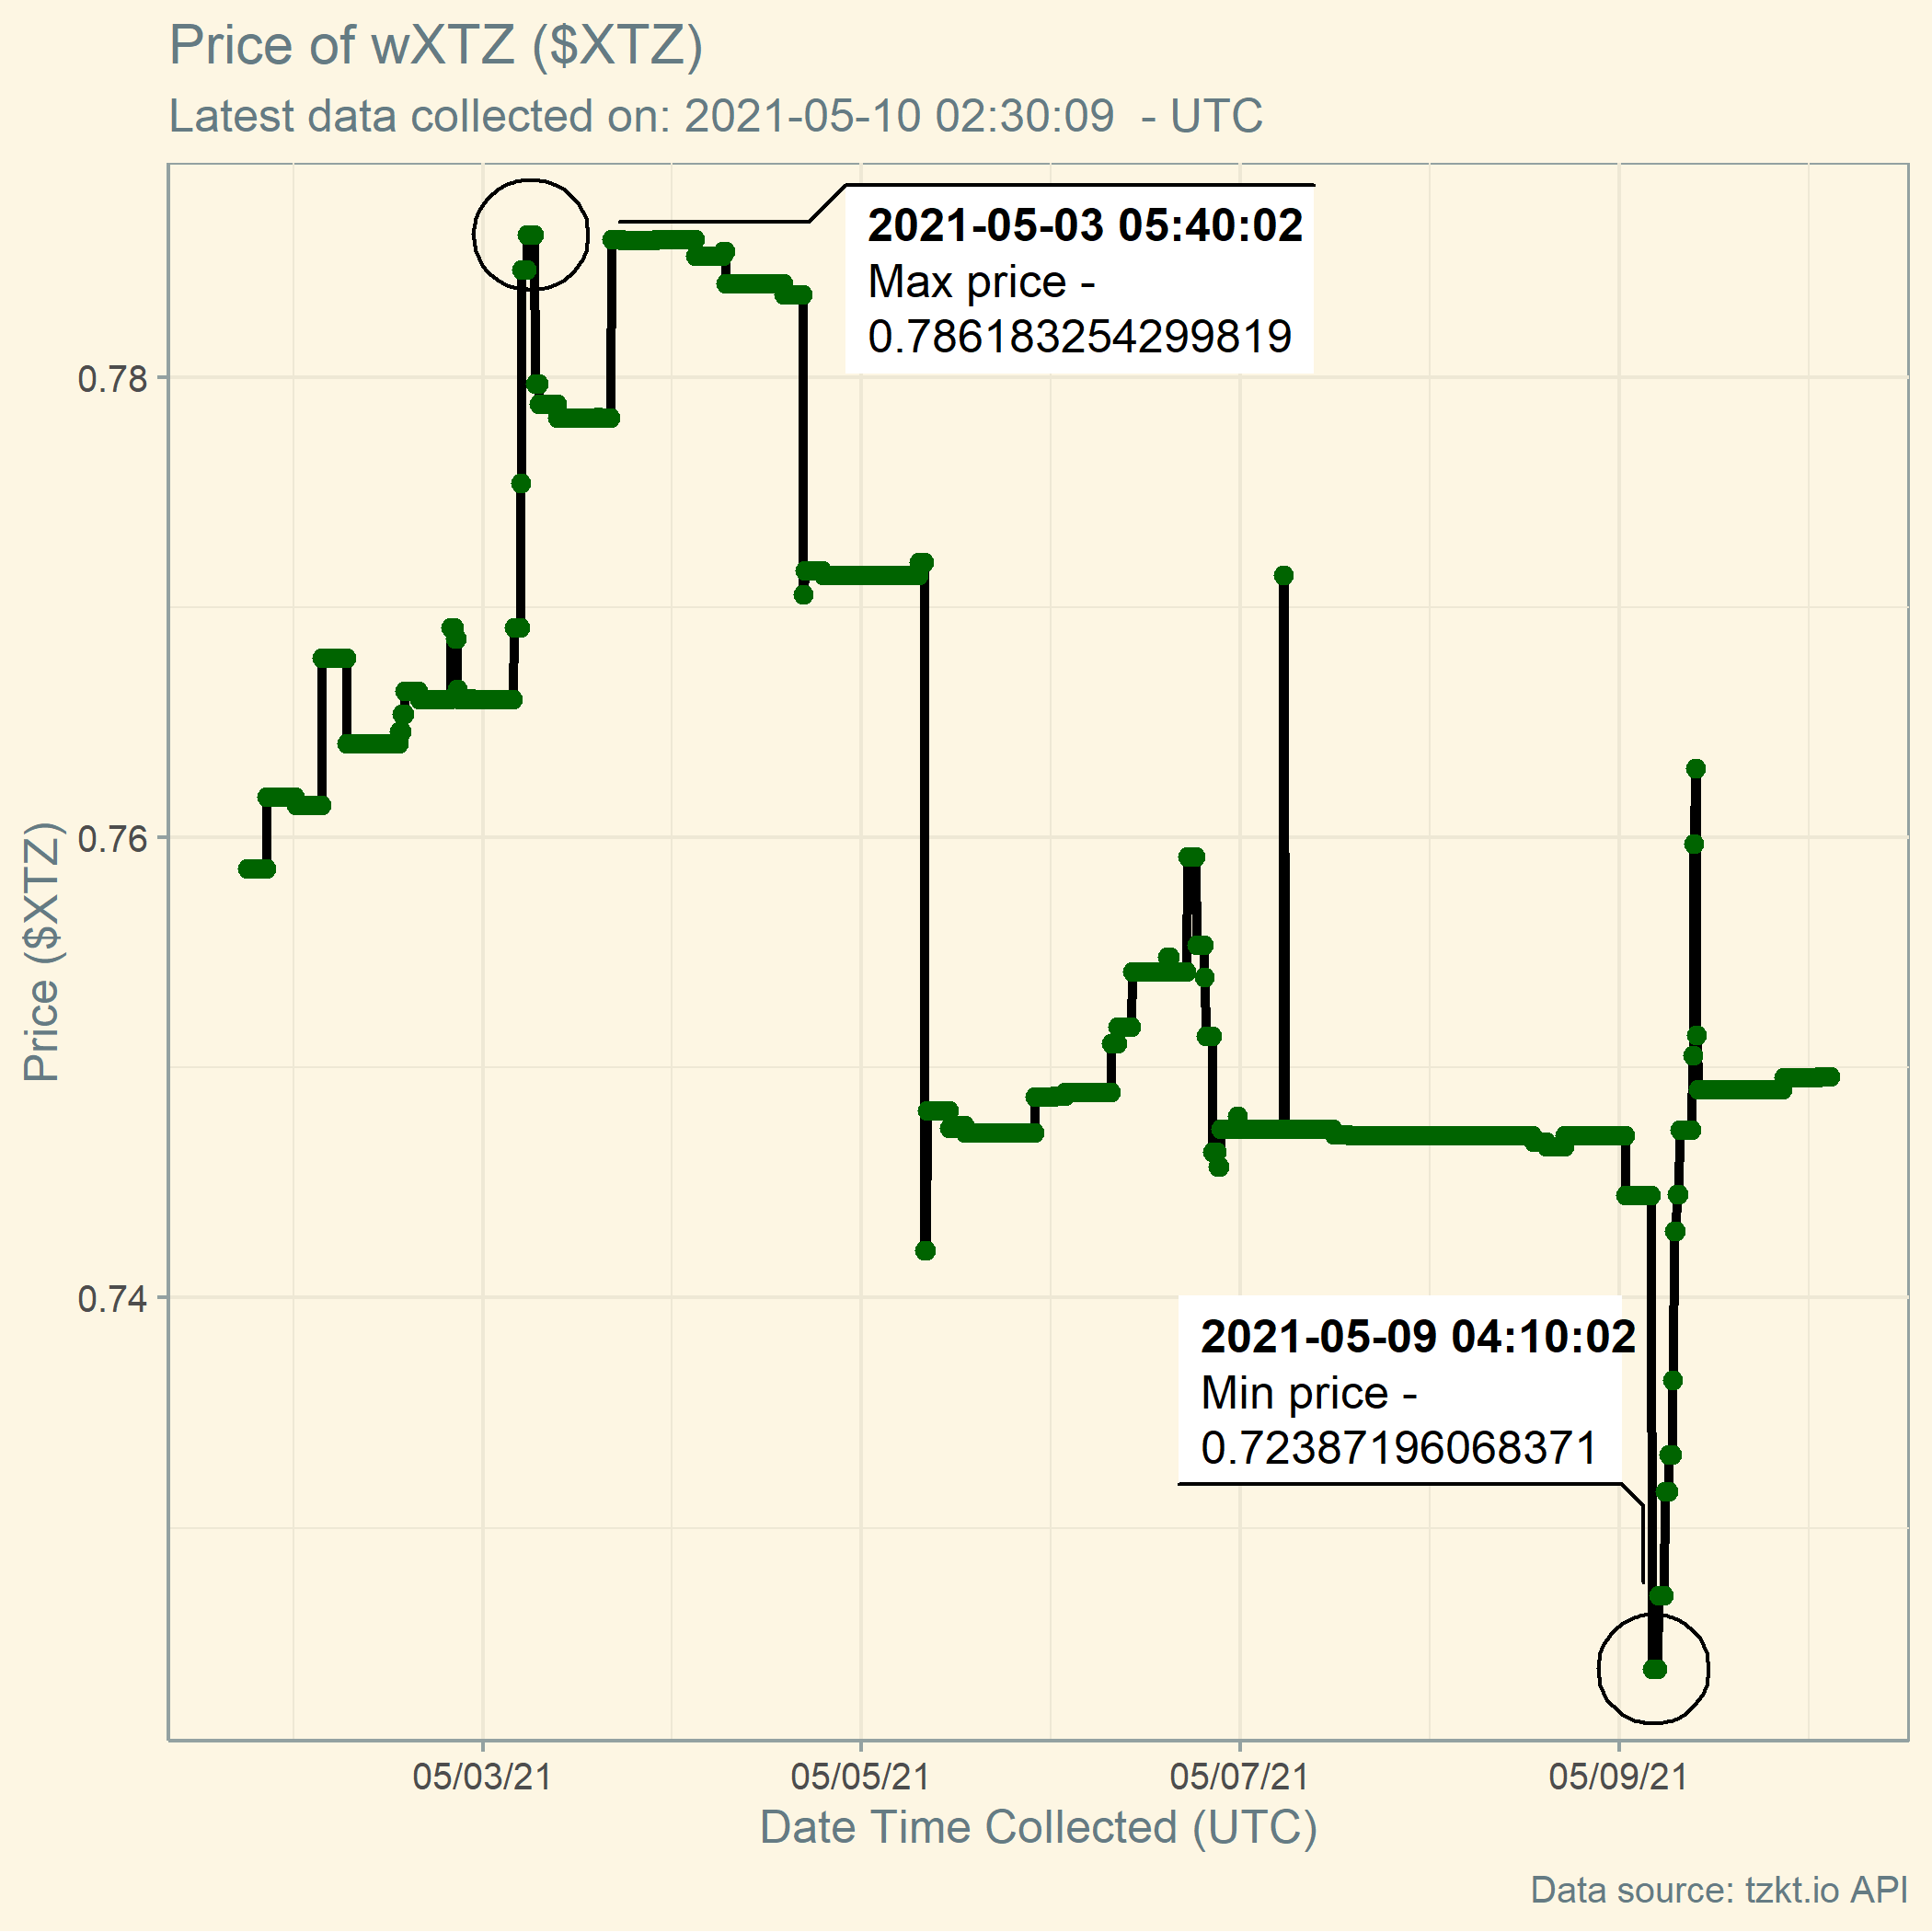 Price of wXTZ ($XTZ)
Latest data collected on: 2021-05-10 02:30:09  - UTC
2021-05-03 05:40:02
Max price -
0.786183254299819
0.78
0.76
0.74
Price ($XTZ)
2021-05-09 04:10:02
Min price -
0.72387196068371
05/03/21
05/05/21
05/07/21
05/09/21
Date Time Collected (UTC)
Data source: tzkt.io API